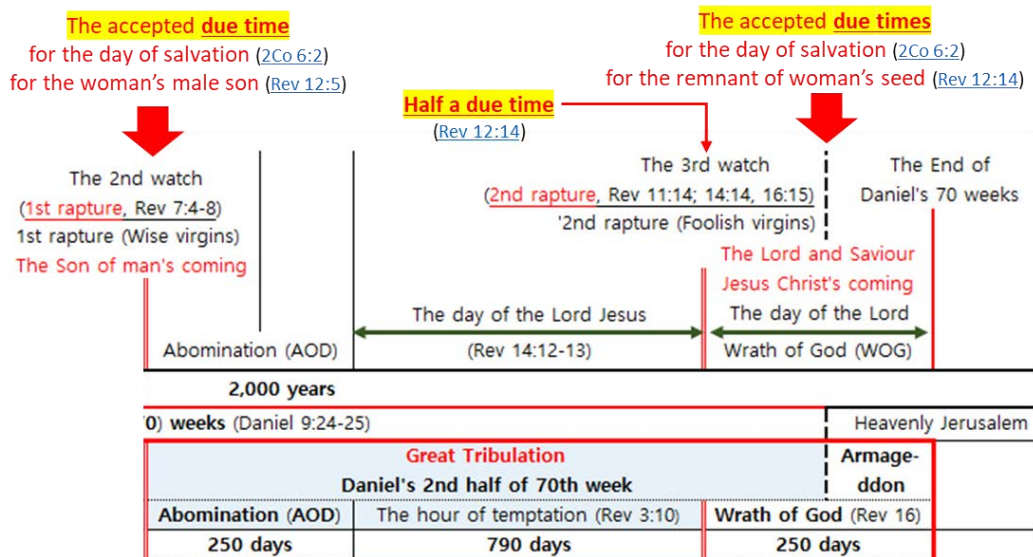 The accepted due time
for the day of salvation (2Co 6:2)
for the woman's male son (Rev 12:5)
The accepted due times
for the day of salvation (2Co 6:2)
for the remnant of woman's seed (Rev 12:14)
Half a due time
(Rev 12:14)
The 2nd watch
(1st rapture, Rev 7:4-8)
1st rapture (Wise virgins)
The Son of man's coming
The 3rd watch
(2nd rapture, Rev 11:14; 14:14, 16:15)
'2nd rapture (Foolish virgins)
The Lord and Saviour
Jesus Christ's coming
The End of
Daniel's 70 weeks
Abomination (AOD)
The day of the Lord Jesus
(Rev 14:12-13)
The day of the Lord
Wrath of God (WOG)
2,000 years
0) weeks (Daniel 9:24-25)
Heavenly Jerusalem
Great Tribulation
Daniel's 2nd half of 70th week
Armage-
ddon
Abomination (AOD)
The hour of temptation (Rev 3:10)
Wrath of God (Rev 16)
250 days
790 days
250 days